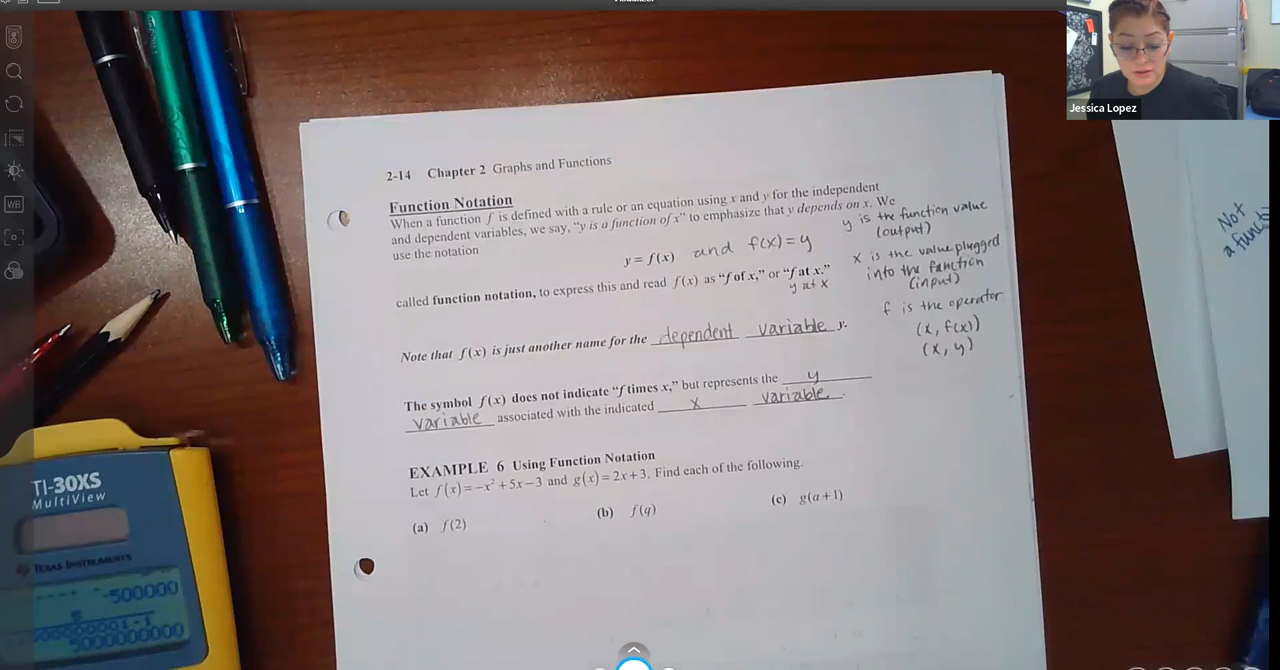 Jessica Lopez
WB
2-14 Chapter 2 Graphs and Functions
Function Notation
When a function f is defined with a rule or an equation using x and y for the independent
and dependent variables, we say, “y is a function of x” to emphasize that y depends on x. We
use the notation
y = f(x) and f(x) = y
called function notation, to express this and read f(x) as “f of x,” or “f at x.”
y at x
y is the function value
(output)
x is the value plugged
into the function
(input)
f is the operator
(x, f(x))
(x, y)
Note that f(x) is just another name for the dependent variable y.
The symbol f(x) does not indicate “f times x,” but represents the y
variable associated with the indicated x variable.
EXAMPLE 6 Using Function Notation
Let f(x) = −x² + 5x − 3 and g(x) = 2x + 3. Find each of the following.
(a) f(2)
(b) f(q)
(c) g(a+1)
Not
a
TI-30XS
MultiView
TEXAS INSTRUMENTS
-500000